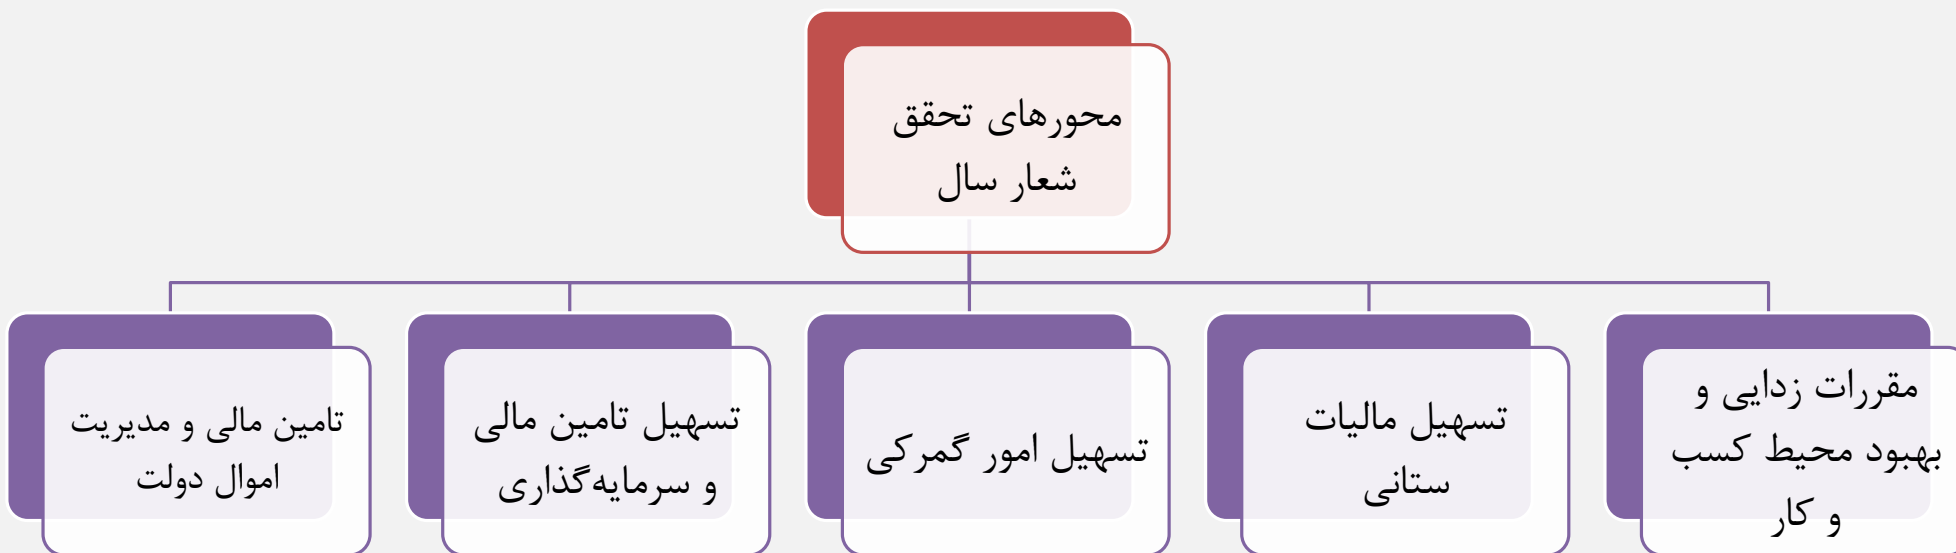 محورهای تحقق
شعار سال
مقررات زدایی و
بهبود محیط کسب
و کار
تسهیل مالیات
ستانی
تسهیل امور گمرکی
تسهیل تامین مالی
و سرمایه‌گذاری
تامین مالی و مدیریت
اموال دولت